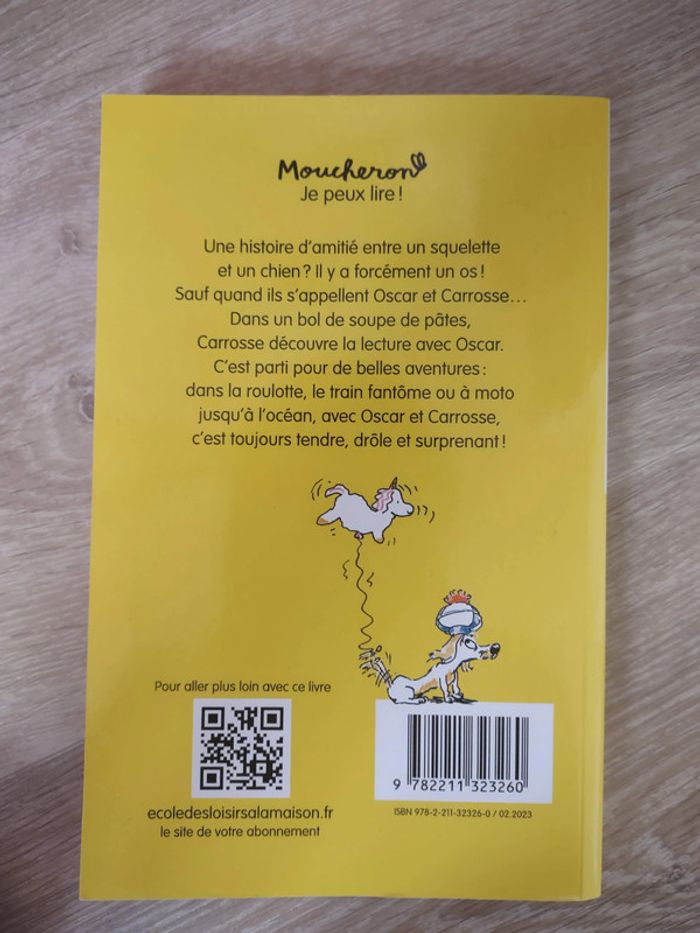 Moucheron
Je peux lire !
Une histoire d'amitié entre un squelette
et un chien ? Il y a forcément un os !
Sauf quand ils s'appellent Oscar et Carrosse...
Dans un bol de soupe de pâtes,
Carrosse découvre la lecture avec Oscar.
C'est parti pour de belles aventures :
dans la roulotte, le train fantôme ou à moto
jusqu'à l'océan, avec Oscar et Carrosse,
c'est toujours tendre, drôle et surprenant !
Pour aller plus loin avec ce livre
ecoledesloisirsalamaison.fr
le site de votre abonnement
9 782211 323260
ISBN 978-2-211-32326-0 / 02.2023